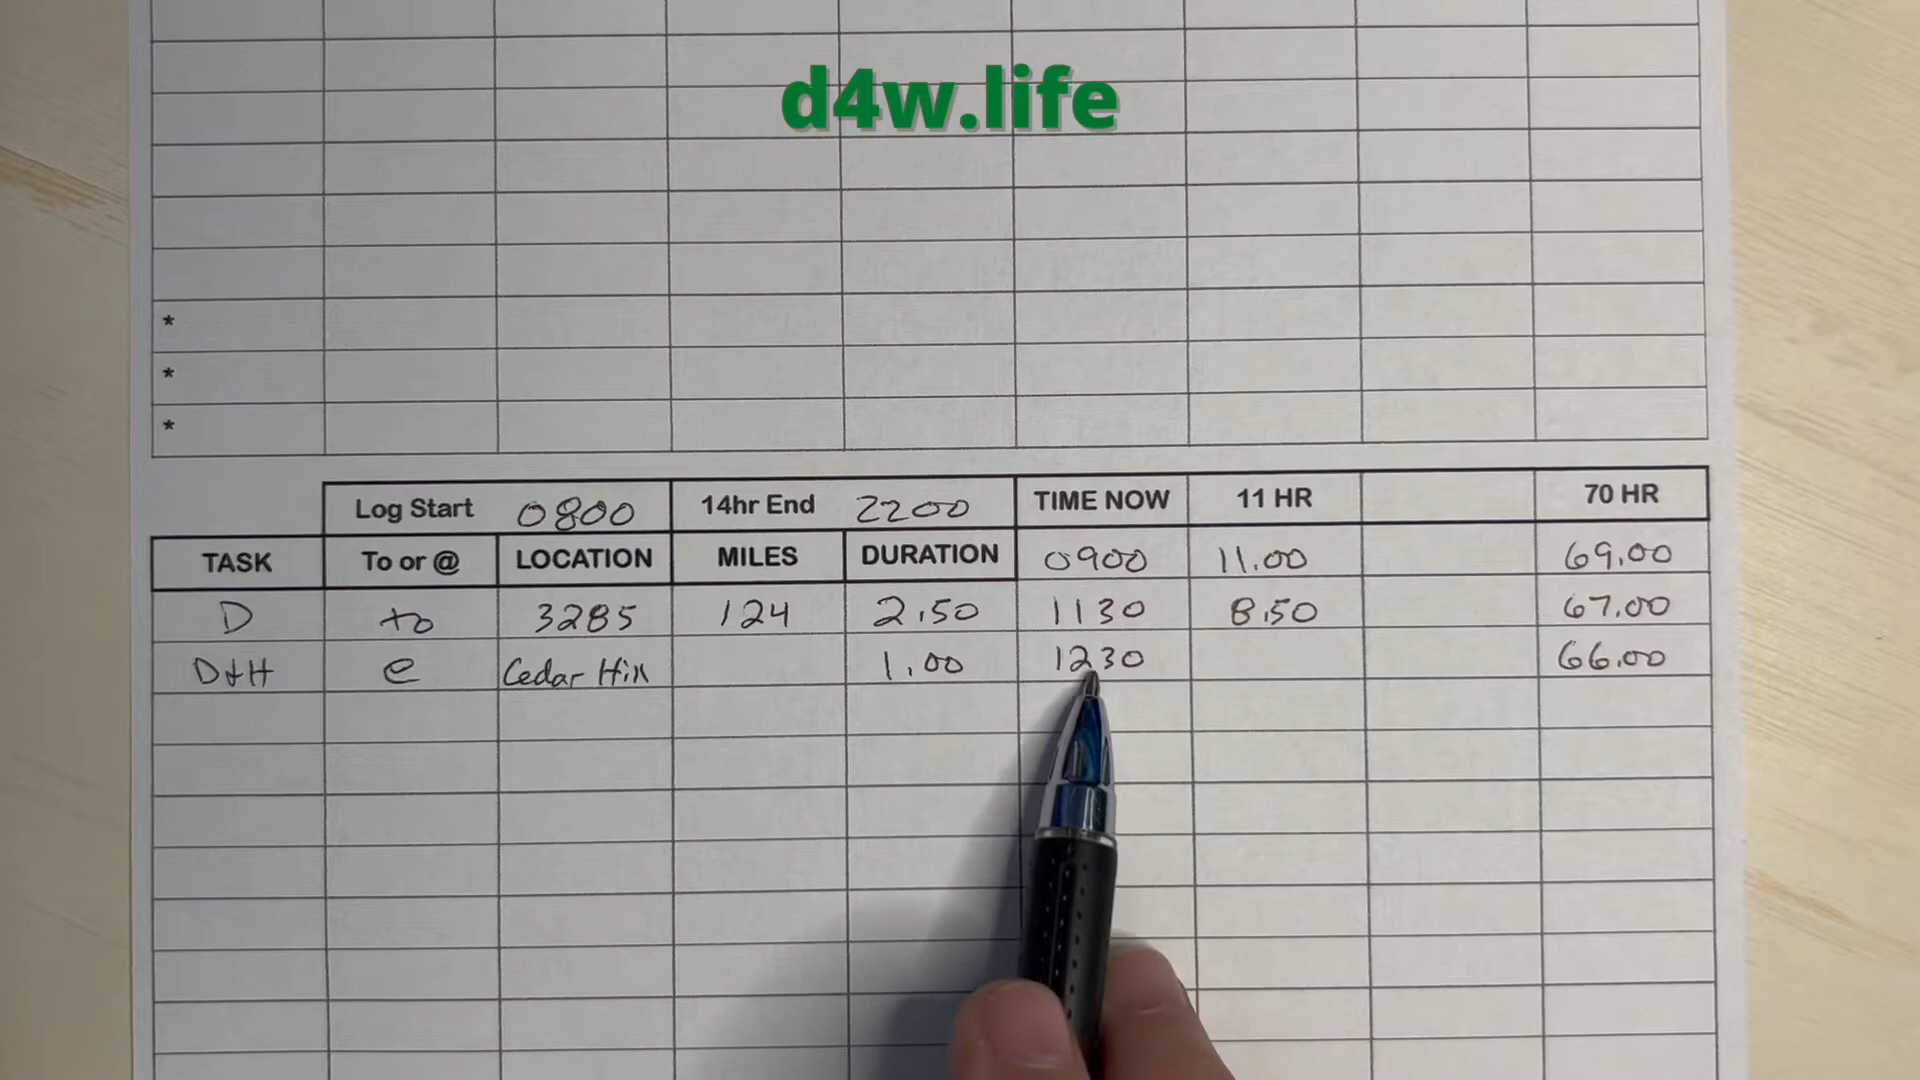 d4w.life
*
*
*
Log Start 0800 14hr End 2200 TIME NOW 11 HR 70 HR
TASK To or @ LOCATION MILES DURATION 0900 11.00 69.00
D to 3285 124 2.50 1130 8.50 67.00
D+H @ Cedar Hill 1.00 1230 66.00